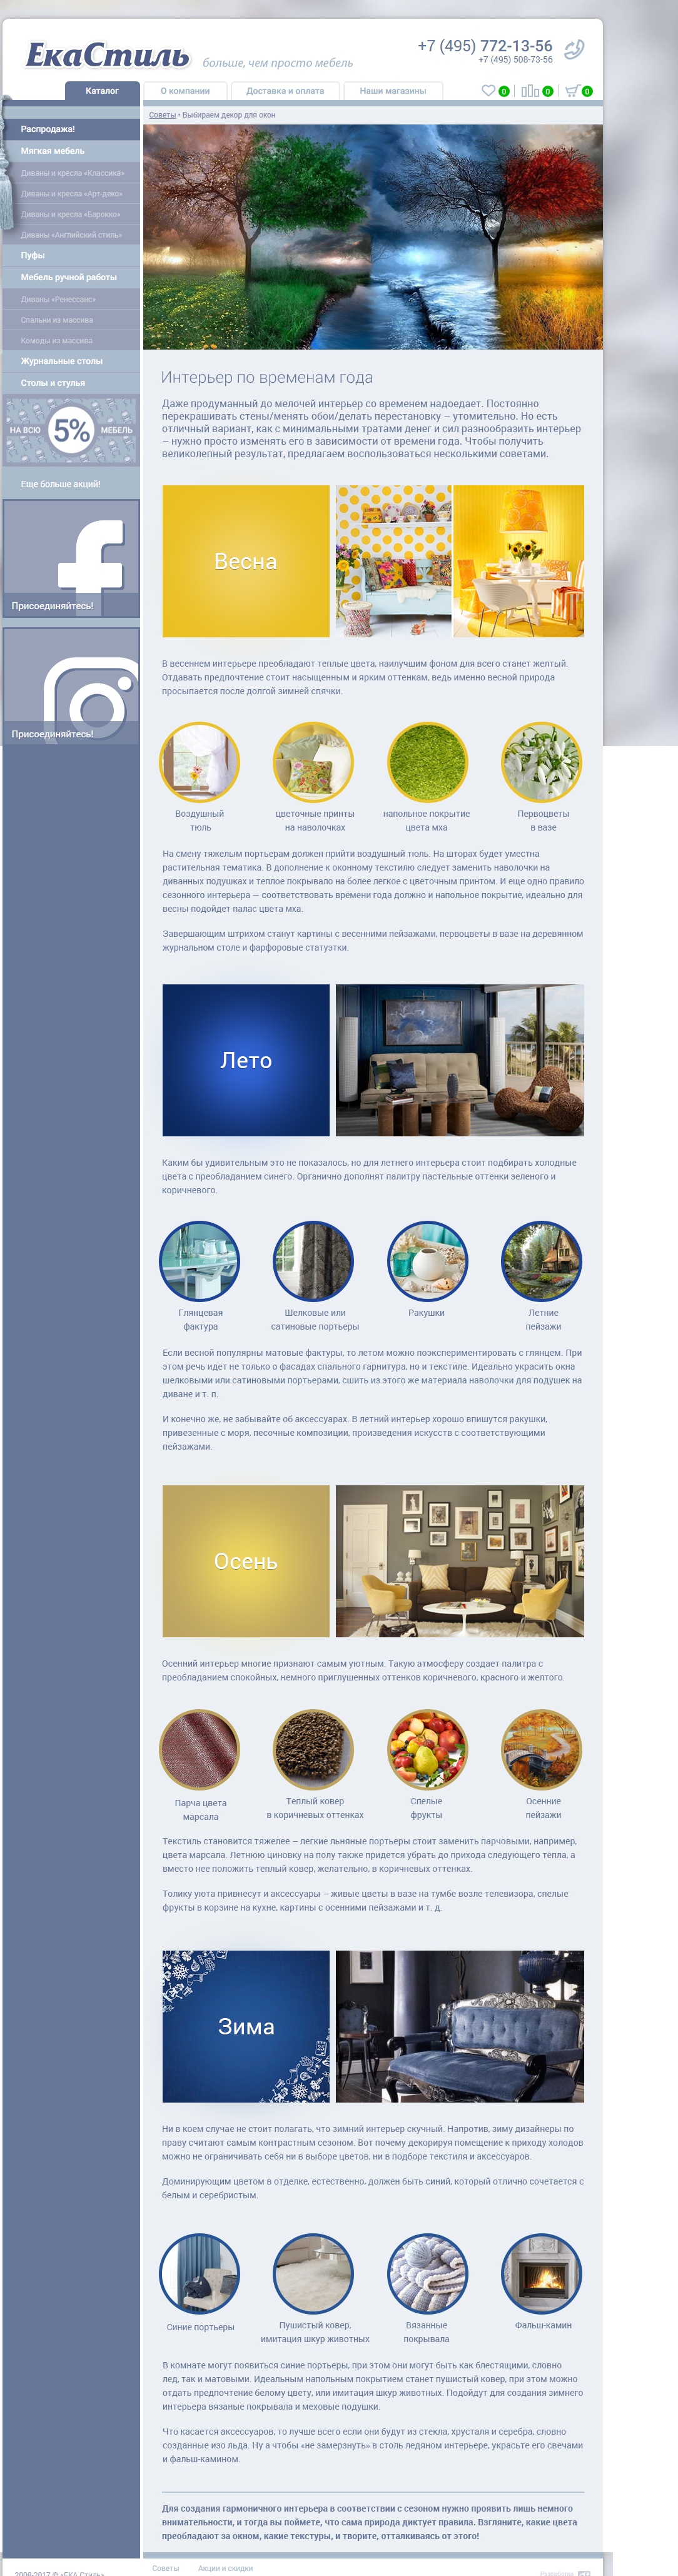 ЕкаСтиль
больше, чем просто мебель
+7 (495) 772-13-56
+7 (495) 508-73-56
Каталог
О компании
Доставка и оплата
Наши магазины
0
0
0
Советы • Выбираем декор для окон
Распродажа!
Мягкая мебель
Диваны и кресла «Классика»
Диваны и кресла «Арт-деко»
Диваны и кресла «Барокко»
Диваны «Английский стиль»
Пуфы
Мебель ручной работы
Диваны «Ренессанс»
Спальни из массива
Комоды из массива
Журнальные столы
Столы и стулья
НА ВСЮ 5% МЕБЕЛЬ
Еще больше акций!
Присоединяйтесь!
Присоединяйтесь!
Интерьер по временам года
Даже продуманный до мелочей интерьер со временем надоедает. Постоянно
перекрашивать стены/менять обои/делать перестановку – утомительно. Но есть
отличный вариант, как с минимальными тратами денег и сил разнообразить интерьер
– нужно просто изменять его в зависимости от времени года. Чтобы получить
великолепный результат, предлагаем воспользоваться несколькими советами.
Весна
В весеннем интерьере преобладают теплые цвета, наилучшим фоном для всего станет желтый.
Отдавать предпочтение стоит насыщенным и ярким оттенкам, ведь именно весной природа
просыпается после долгой зимней спячки.
Воздушный
тюль
цветочные принты
на наволочках
напольное покрытие
цвета мха
Первоцветы
в вазе
На смену тяжелым портьерам должен прийти воздушный тюль. На шторах будет уместна
растительная тематика. В дополнение к оконному текстилю следует заменить наволочки на
диванных подушках и теплое покрывало на более легкое с цветочным принтом. И еще одно правило
сезонного интерьера — соответствовать времени года должно и напольное покрытие, идеально для
весны подойдет палас цвета мха.
Завершающим штрихом станут картины с весенними пейзажами, первоцветы в вазе на деревянном
журнальном столе и фарфоровые статуэтки.
Лето
Каким бы удивительным это не показалось, но для летнего интерьера стоит подбирать холодные
цвета с преобладанием синего. Органично дополнят палитру пастельные оттенки зеленого и
коричневого.
Глянцевая
фактура
Шелковые или
сатиновые портьеры
Ракушки
Летние
пейзажи
Если весной популярны матовые фактуры, то летом можно поэкспериментировать с глянцем. При
этом речь идет не только о фасадах спального гарнитура, но и текстиле. Идеально украсить окна
шелковыми или сатиновыми портьерами, сшить из этого же материала наволочки для подушек на
диване и т. п.
И конечно же, не забывайте об аксессуарах. В летний интерьер хорошо впишутся ракушки,
привезенные с моря, песочные композиции, произведения искусств с соответствующими
пейзажами.
Осень
Осенний интерьер многие признают самым уютным. Такую атмосферу создает палитра с
преобладанием спокойных, немного приглушенных оттенков коричневого, красного и желтого.
Парча цвета
марсала
Теплый ковер
в коричневых оттенках
Спелые
фрукты
Осенние
пейзажи
Текстиль становится тяжелее – легкие льняные портьеры стоит заменить парчовыми, например,
цвета марсала. Летнюю циновку на полу также придется убрать до прихода следующего тепла, а
вместо нее положить теплый ковер, желательно, в коричневых оттенках.
Толику уюта привнесут и аксессуары – живые цветы в вазе на тумбе возле телевизора, спелые
фрукты в корзине на кухне, картины с осенними пейзажами и т. д.
Зима
Ни в коем случае не стоит полагать, что зимний интерьер скучный. Напротив, зиму дизайнеры по
праву считают самым контрастным сезоном. Вот почему декорируя помещение к приходу холодов
можно не ограничивать себя ни в выборе цветов, ни в подборе текстиля и аксессуаров.
Доминирующим цветом в отделке, естественно, должен быть синий, который отлично сочетается с
белым и серебристым.
Синие портьеры
Пушистый ковер,
имитация шкур животных
Вязанные
покрывала
Фальш-камин
В комнате могут появиться синие портьеры, при этом они могут быть как блестящими, словно
лед, так и матовыми. Идеальным напольным покрытием станет пушистый ковер, при этом можно
отдать предпочтение белому цвету, или имитация шкур животных. Подойдут для создания зимнего
интерьера вязаные покрывала и меховые подушки.
Что касается аксессуаров, то лучше всего если они будут из стекла, хрусталя и серебра, словно
созданные изо льда. Ну а чтобы «не замерзнуть» в столь ледяном интерьере, украсьте его свечами
и фальш-камином.
Для создания гармоничного интерьера в соответствии с сезоном нужно проявить лишь немного
внимательности, и тогда вы поймете, что сама природа диктует правила. Взгляните, какие цвета
преобладают за окном, какие текстуры, и творите, отталкиваясь от этого!
Советы
Акции и скидки
2008-2017 © «ЕКА Стиль»
Разработка